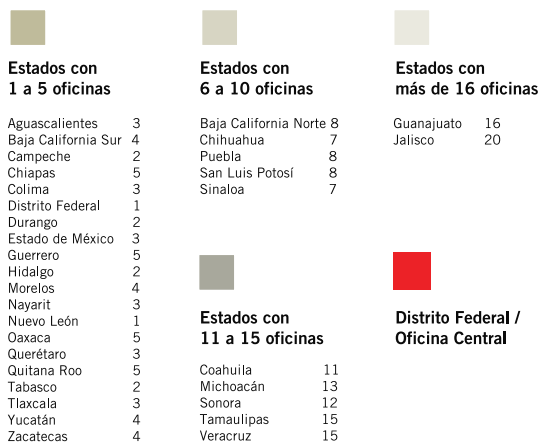 Estados con
1 a 5 oficinas
Aguascalientes 3
Baja California Sur 4
Campeche 2
Chiapas 5
Colima 3
Distrito Federal 1
Durango 2
Estado de México 3
Guerrero 5
Hidalgo 2
Morelos 4
Nayarit 3
Nuevo León 1
Oaxaca 5
Querétaro 3
Quitana Roo 5
Tabasco 2
Tlaxcala 3
Yucatán 4
Zacatecas 4
Estados con
6 a 10 oficinas
Baja California Norte 8
Chihuahua 7
Puebla 8
San Luis Potosí 8
Sinaloa 7
Estados con
11 a 15 oficinas
Coahuila 11
Michoacán 13
Sonora 12
Tamaulipas 15
Veracruz 15
Estados con
más de 16 oficinas
Guanajuato 16
Jalisco 20
Distrito Federal /
Oficina Central